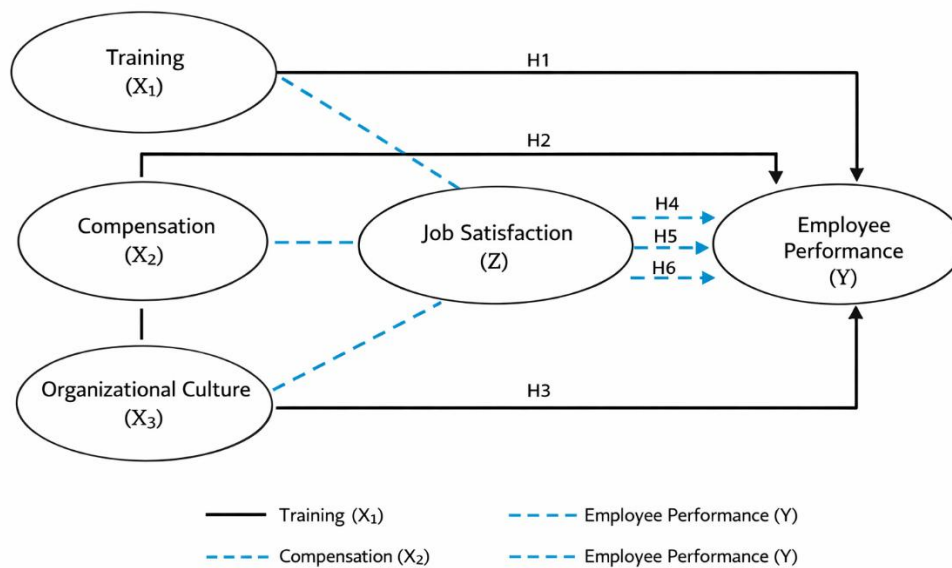 Training
(X₁)
H1
H2
Compensation
(X₂)
Job Satisfaction
(Z)
H4
H5
H6
Employee
Performance
(Y)
Organizational Culture
(X₃)
H3
Training (X₁)
Employee Performance (Y)
Compensation (X₂)
Employee Performance (Y)